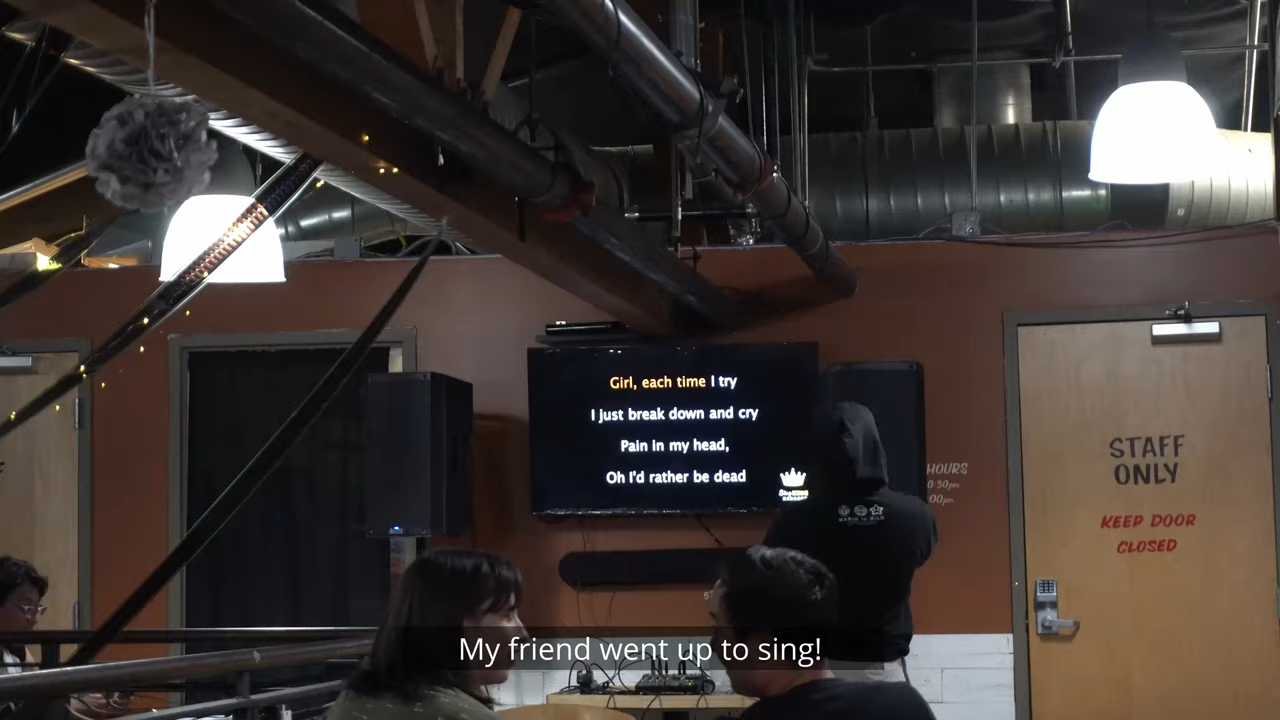 Girl, each time I try
I just break down and cry
Pain in my head,
Oh I'd rather be dead
STAFF
ONLY
KEEP DOOR
CLOSED
HOURS
My friend went up to sing!